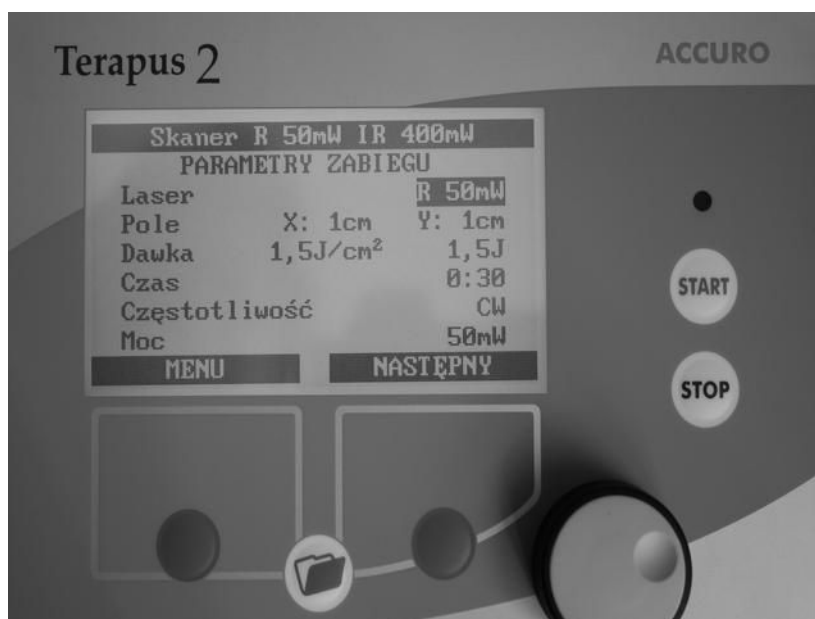 Terapus 2
ACCURO
Skaner R 50mW IR 400mW
PARAMETRY ZABIEGU
Laser R 50mW
Pole X: 1cm Y: 1cm
Dawka 1,5J/cm² 1,5J
Czas 0:30
Częstotliwość CW
Moc 50mW
MENU NASTĘPNY
START
STOP